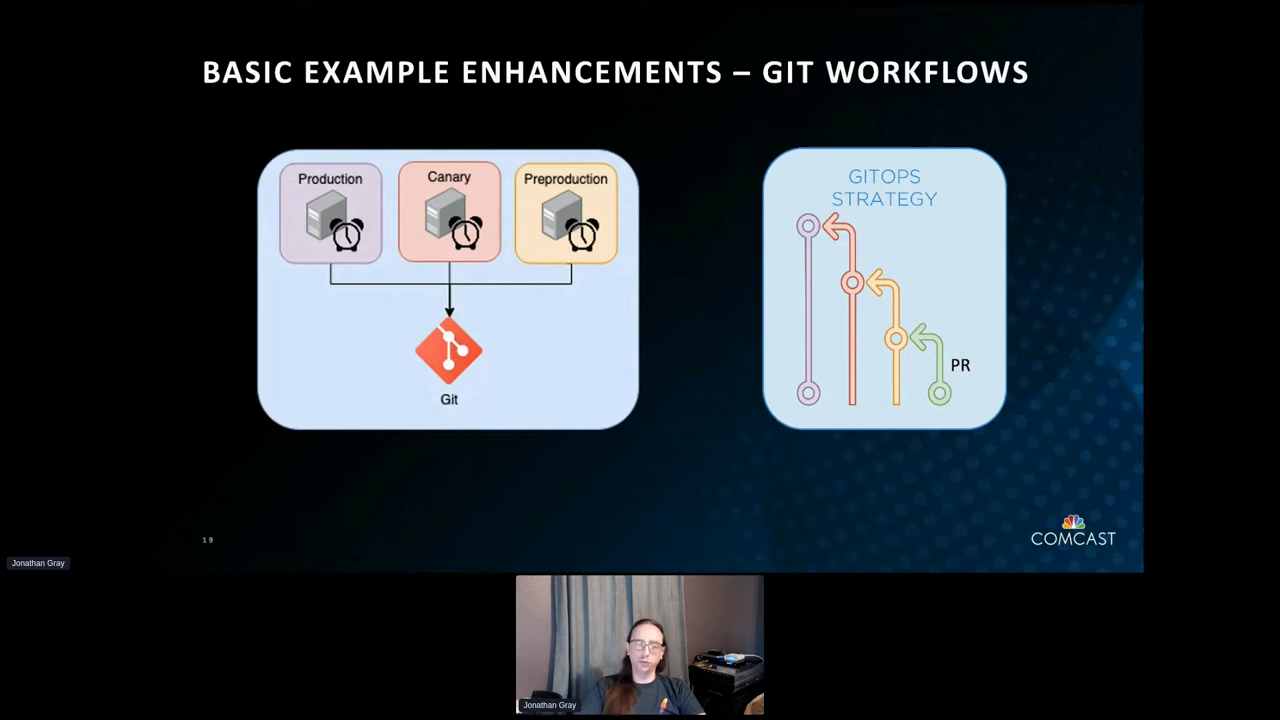 BASIC EXAMPLE ENHANCEMENTS – GIT WORKFLOWS
Production
Canary
Preproduction
Git
GITOPS
STRATEGY
PR
19
COMCAST
Jonathan Gray
Jonathan Gray